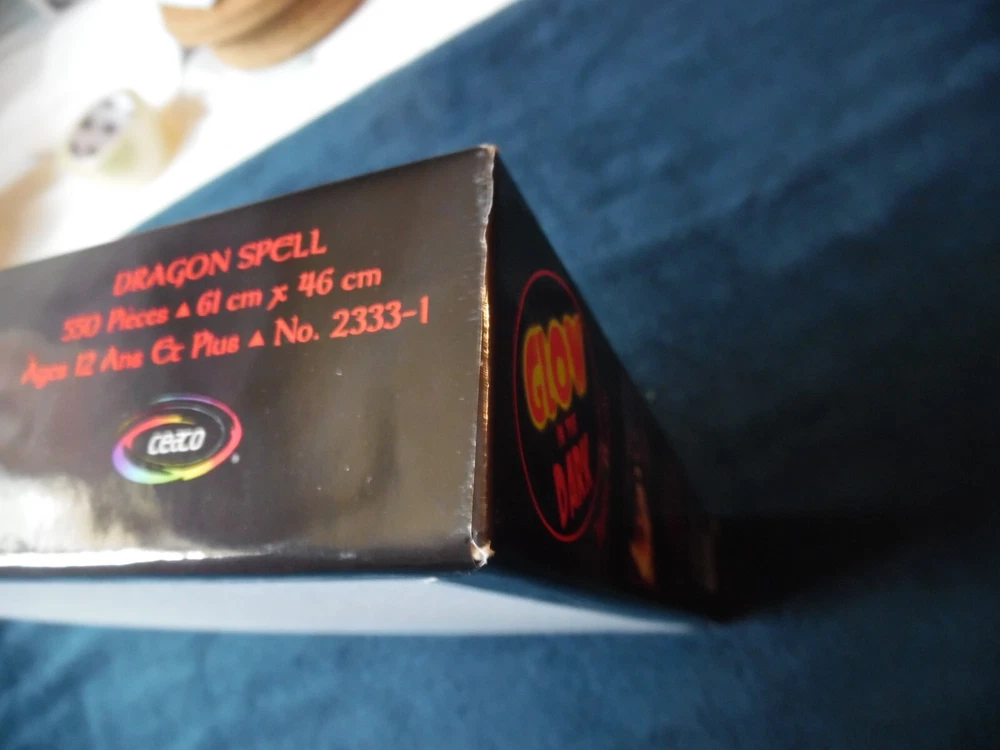 DRAGON SPELL
550 Pièces ▲ 61 cm x 46 cm
Ages 12 Ans Et Plus ▲ No. 2333-1
ceaco
GLOW
IN THE
DARK